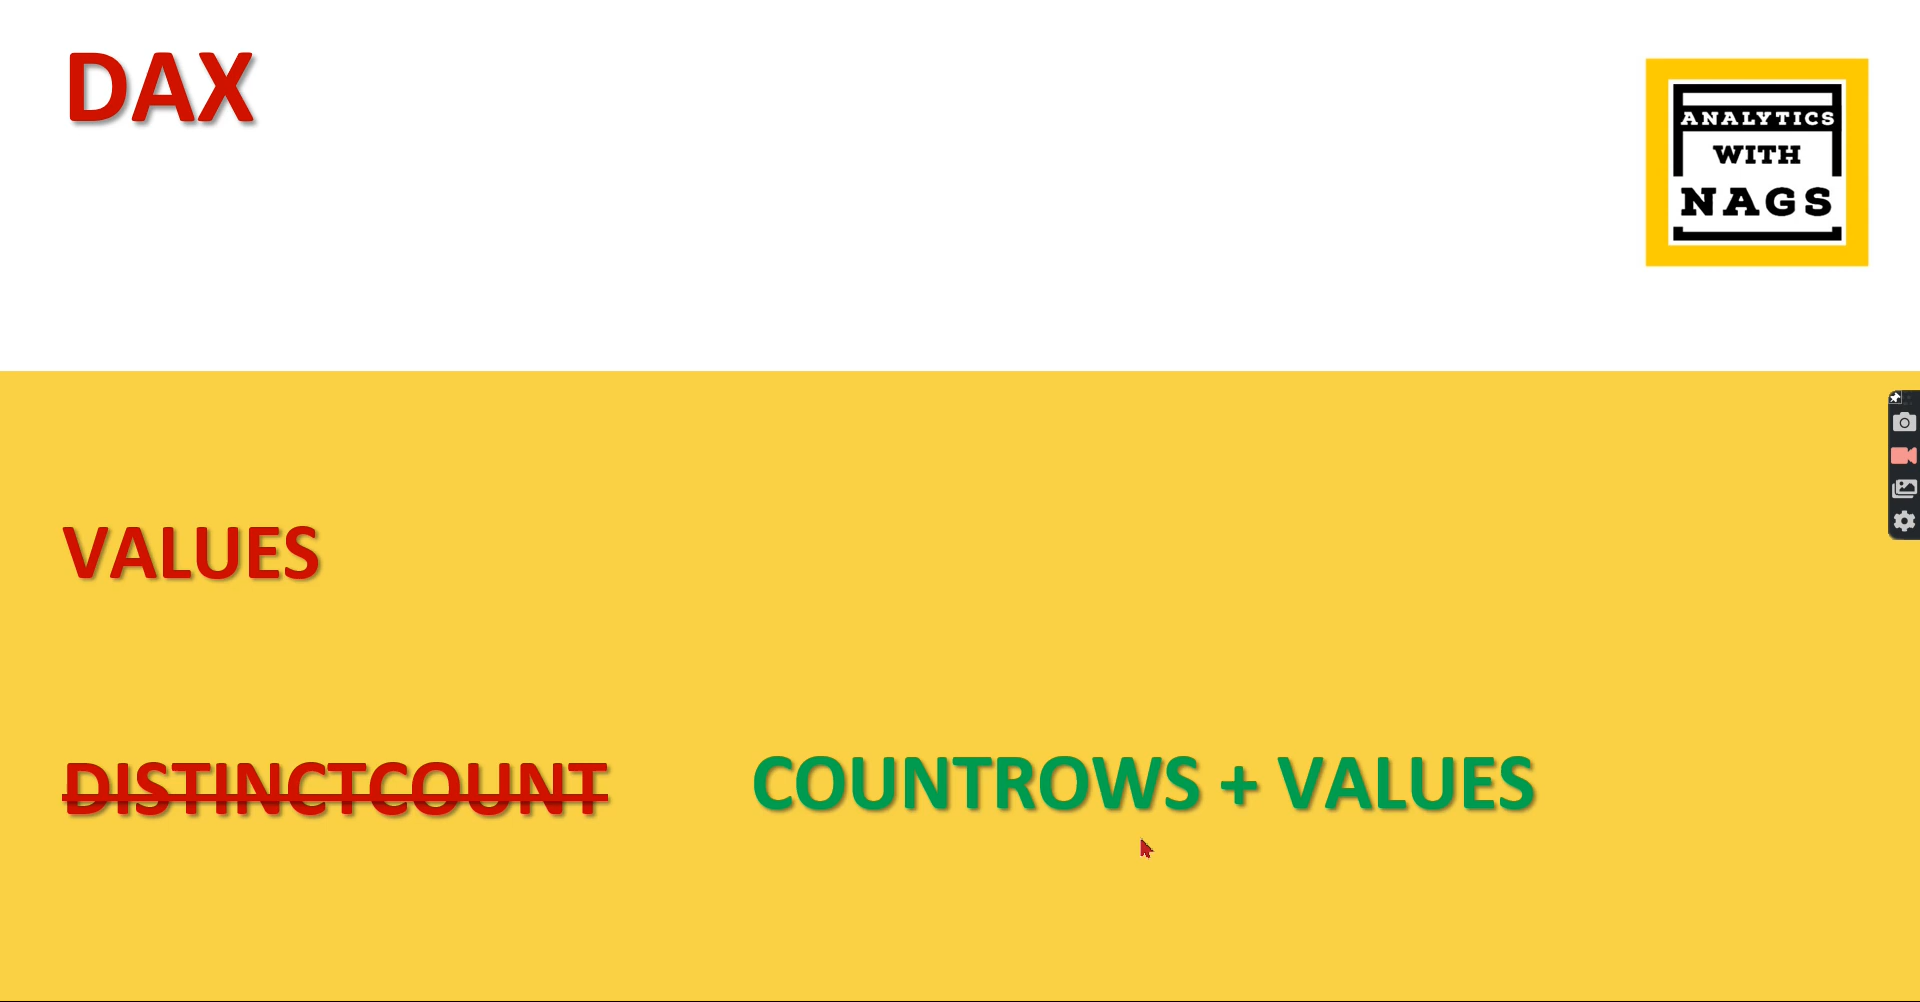 DAX
ANALYTICS
WITH
NAGS
VALUES
DISTINCTCOUNT
COUNTROWS + VALUES